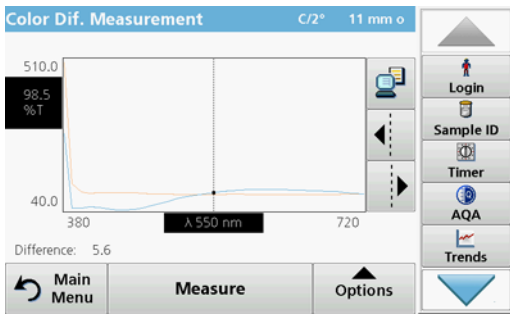 Color Dif. Measurement C/2° 11 mm o
510.0
98.5
%T
40.0
380 λ 550 nm 720
Difference: 5.6
Main
Menu
Measure
Options
Login
Sample ID
Timer
AQA
Trends